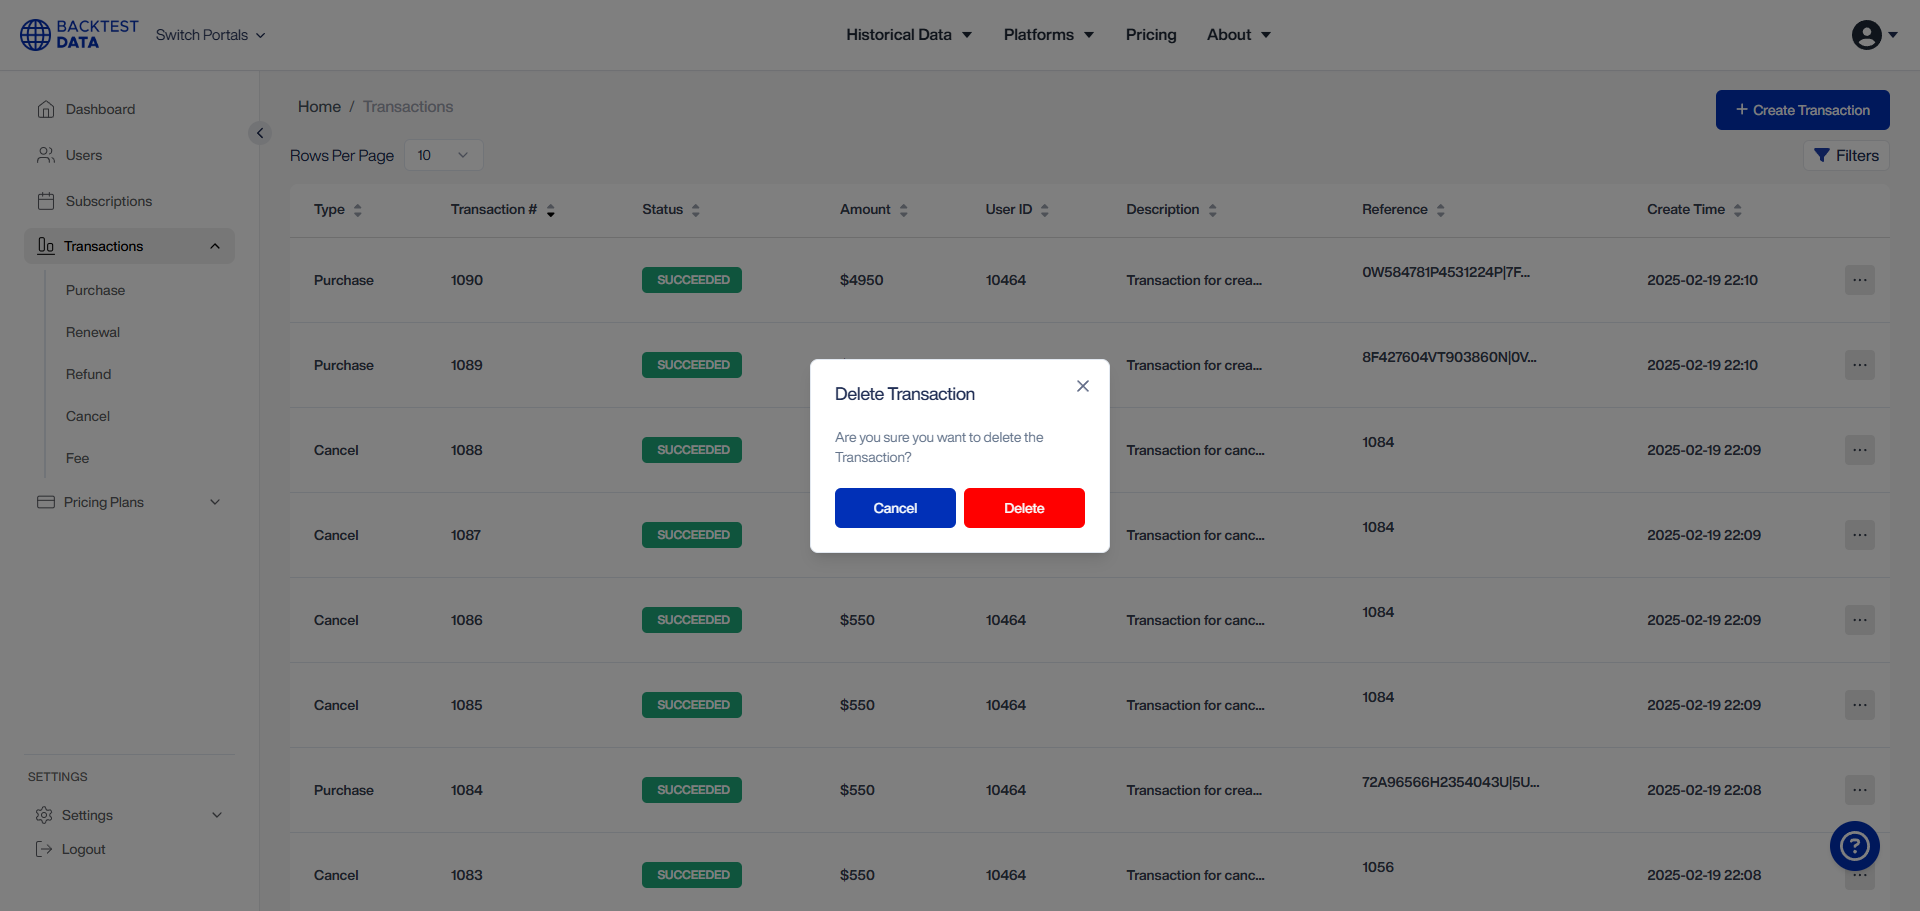 BACKTEST
DATA
Switch Portals
Historical Data
Platforms
Pricing
About
Dashboard
Users
Subscriptions
Transactions
Purchase
Renewal
Refund
Cancel
Fee
Pricing Plans
SETTINGS
Settings
Logout
Home / Transactions
+ Create Transaction
Rows Per Page 10
Filters
Type Transaction # Status Amount User ID Description Reference Create Time
Purchase 1090 SUCCEEDED $4950 10464 Transaction for crea... 0W584781P4531224P|7F... 2025-02-19 22:10 ...
Purchase 1089 SUCCEEDED Transaction for crea... 8F427604VT903860N|0V... 2025-02-19 22:10 ...
Cancel 1088 SUCCEEDED Transaction for canc... 1084 2025-02-19 22:09 ...
Cancel 1087 SUCCEEDED Transaction for canc... 1084 2025-02-19 22:09 ...
Cancel 1086 SUCCEEDED $550 10464 Transaction for canc... 1084 2025-02-19 22:09 ...
Cancel 1085 SUCCEEDED $550 10464 Transaction for canc... 1084 2025-02-19 22:09 ...
Purchase 1084 SUCCEEDED $550 10464 Transaction for crea... 72A96566H2354043U|5U... 2025-02-19 22:08 ...
Cancel 1083 SUCCEEDED $550 10464 Transaction for canc... 1056 2025-02-19 22:08 ...
Delete Transaction
Are you sure you want to delete the
Transaction?
Cancel
Delete
?